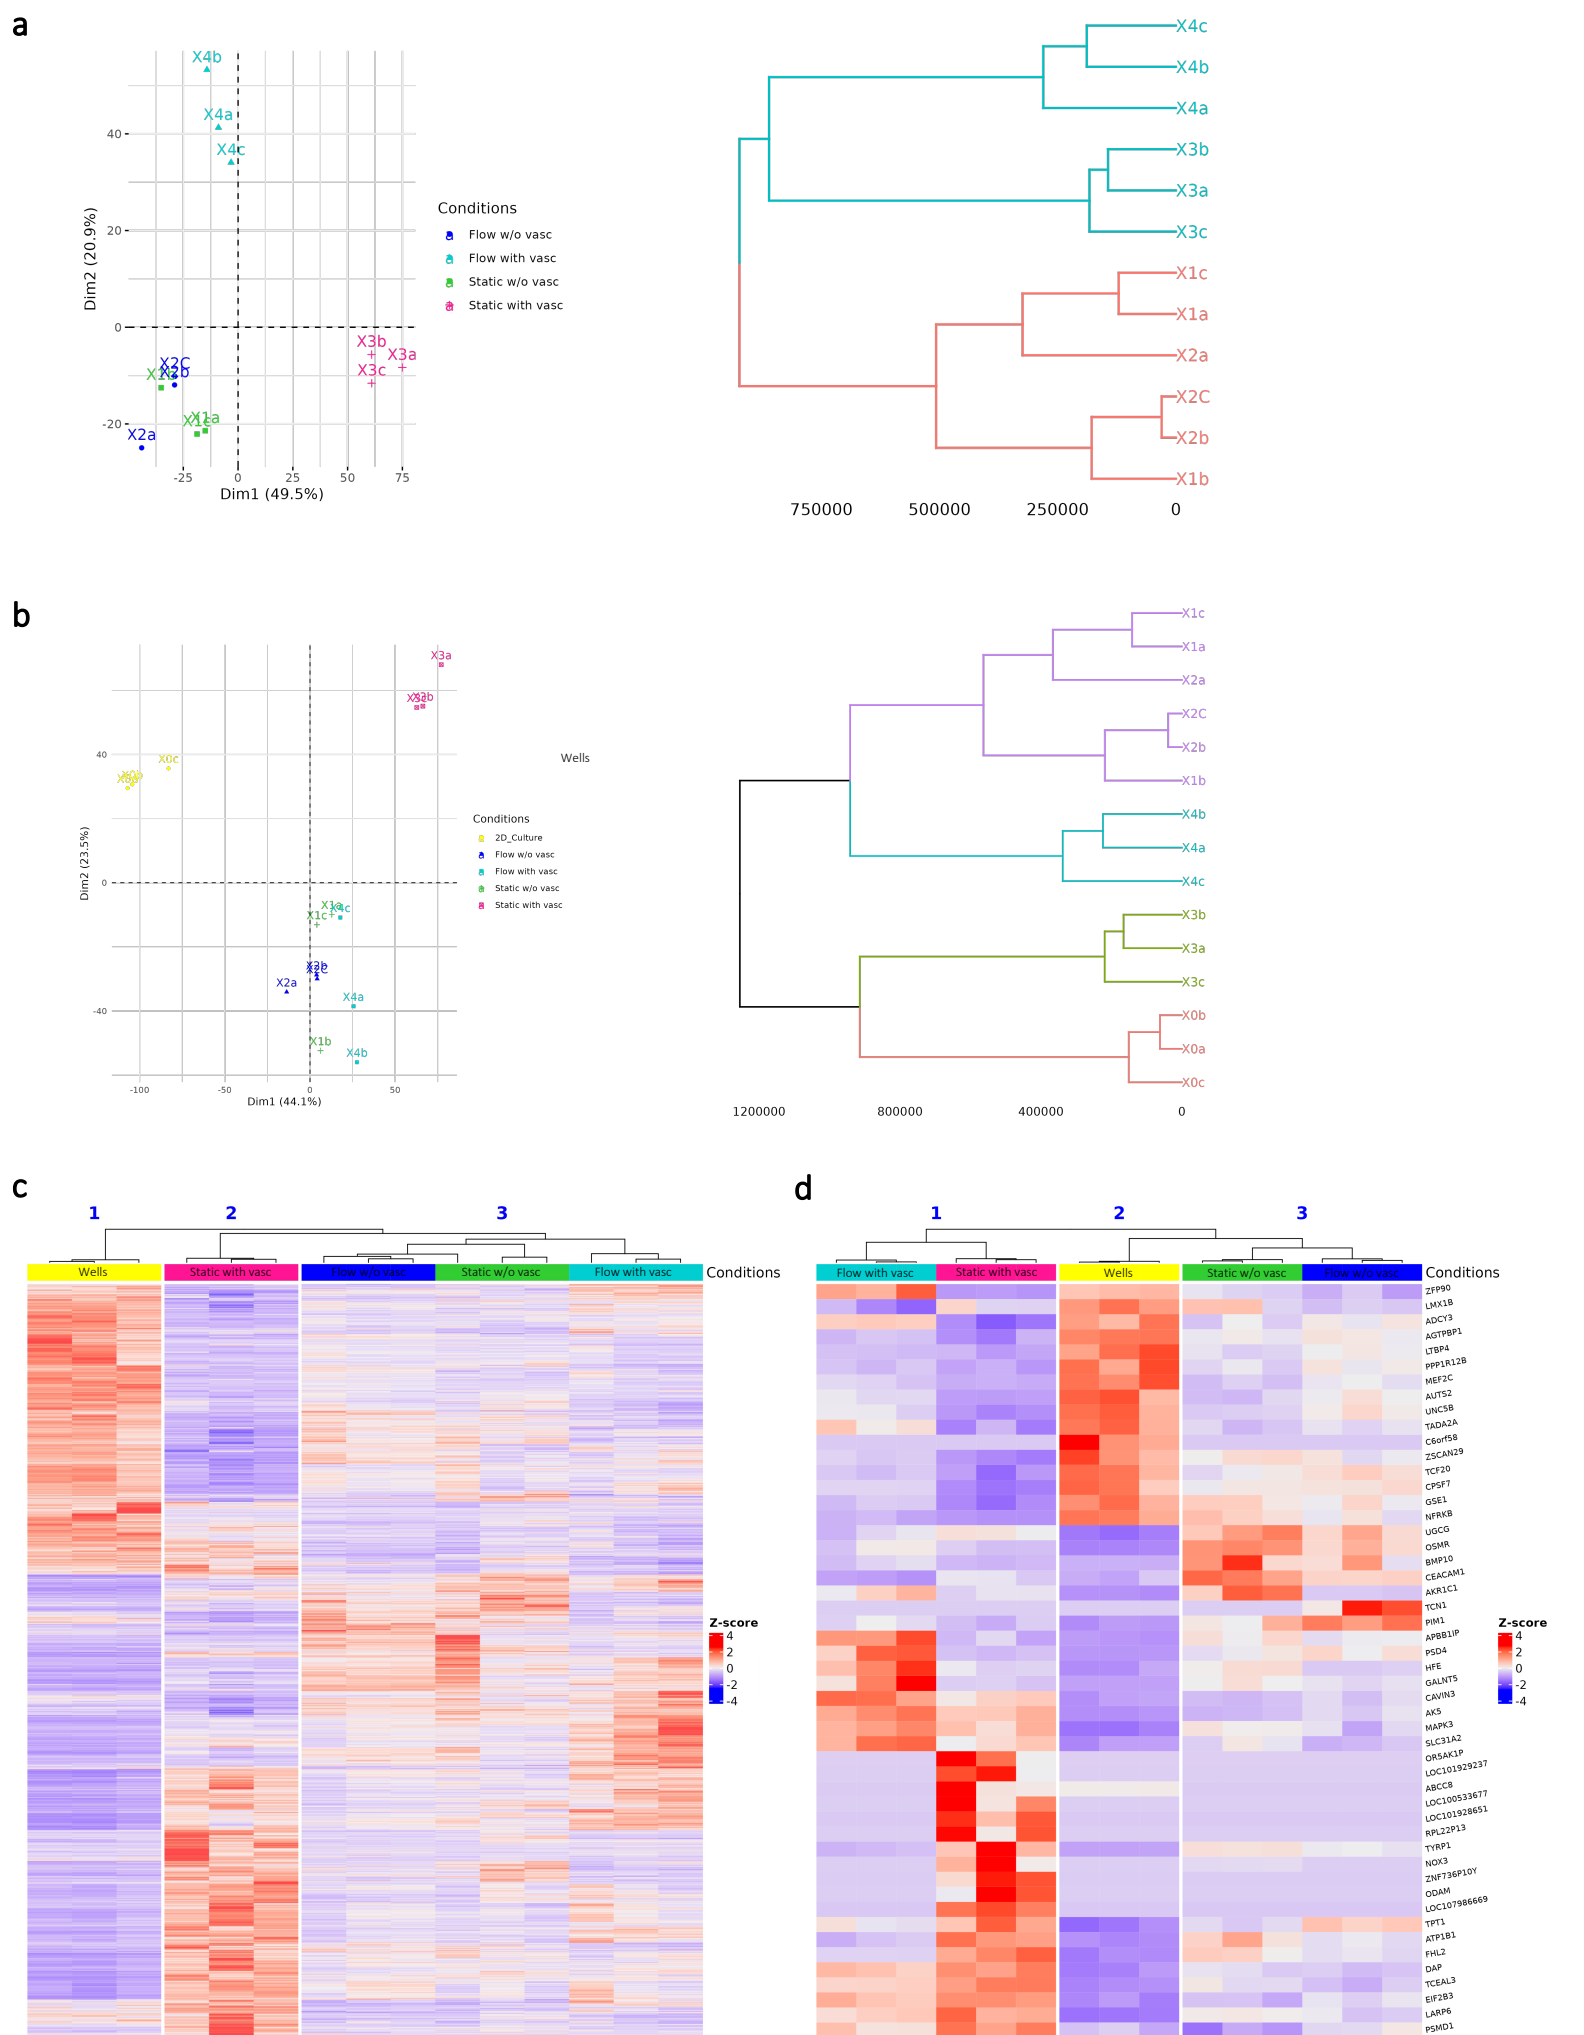 a
X4b
X4a
X4c
X3b
X3a
X3c
X2C
X2b
X1b
X1a
X1c
X2a
40
20
0
-20
-25
0
25
50
75
Dim1 (49.5%)
Dim2 (20.9%)
Conditions
Flow w/o vasc
Flow with vasc
Static w/o vasc
Static with vasc
X4c
X4b
X4a
X3b
X3a
X3c
X1c
X1a
X2a
X2C
X2b
X1b
750000
500000
250000
0
b
X3a
X3b
X3c
X0c
X0b
X0a
X1a
X4c
X1c
X2b
X2C
X2a
X4a
X1b
X4b
40
0
-40
-100
-50
0
50
Dim1 (44.1%)
Dim2 (23.5%)
Wells
Conditions
2D_Culture
Flow w/o vasc
Flow with vasc
Static w/o vasc
Static with vasc
X1c
X1a
X2a
X2C
X2b
X1b
X4b
X4a
X4c
X3b
X3a
X3c
X0b
X0a
X0c
1200000
800000
400000
0
c
1
2
3
Wells
Static with vasc
Flow w/o vasc
Static w/o vasc
Flow with vasc
Conditions
Z-score
4
2
0
-2
-4
d
1
2
3
Flow with vasc
Static with vasc
Wells
Static w/o vasc
Flow w/o vasc
Conditions
ZFP90
LMX1B
ADCY3
AGTPBP1
LTBP4
PPP1R12B
MEF2C
AUTS2
UNC5B
TADA2A
C6orf58
ZSCAN29
TCF20
CPSF7
GSE1
NFRKB
UGCG
OSMR
BMP10
CEACAM1
AKR1C1
TCN1
PIM1
APBB1IP
PSD4
HFE
GALNT5
CAVIN3
AK5
MAPK3
SLC31A2
OR5AK1P
LOC101929237
ABCC8
LOC100533677
LOC101928651
RPL22P13
TYRP1
NOX3
ZNF736P10Y
ODAM
LOC107986669
TPT1
ATP1B1
FHL2
DAP
TCEAL3
EIF2B3
LARP6
PSMD1
Z-score
4
2
0
-2
-4